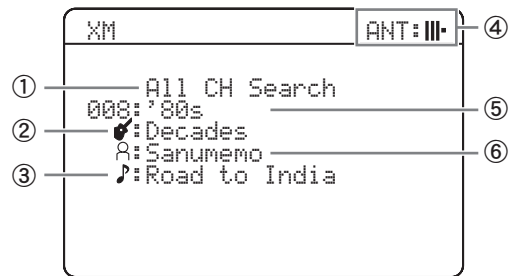 XM ANT: ④
① All CH Search
008:'80s ⑤
② :Decades
:Sanumemo ⑥
③ ♪:Road to India